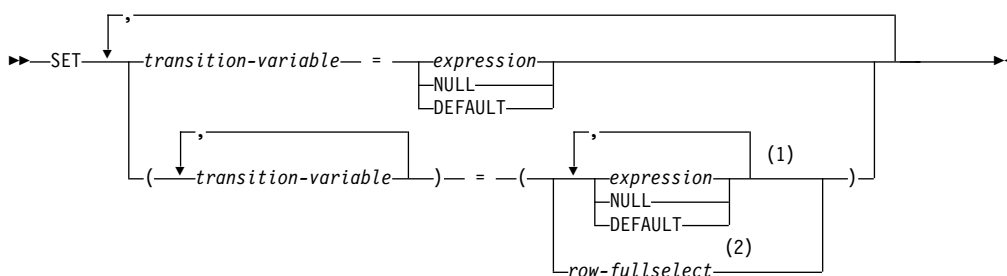 ,
SET transition-variable = expression
NULL
DEFAULT
, , (1)
( transition-variable ) = ( expression )
NULL
DEFAULT
(2)
row-fullselect